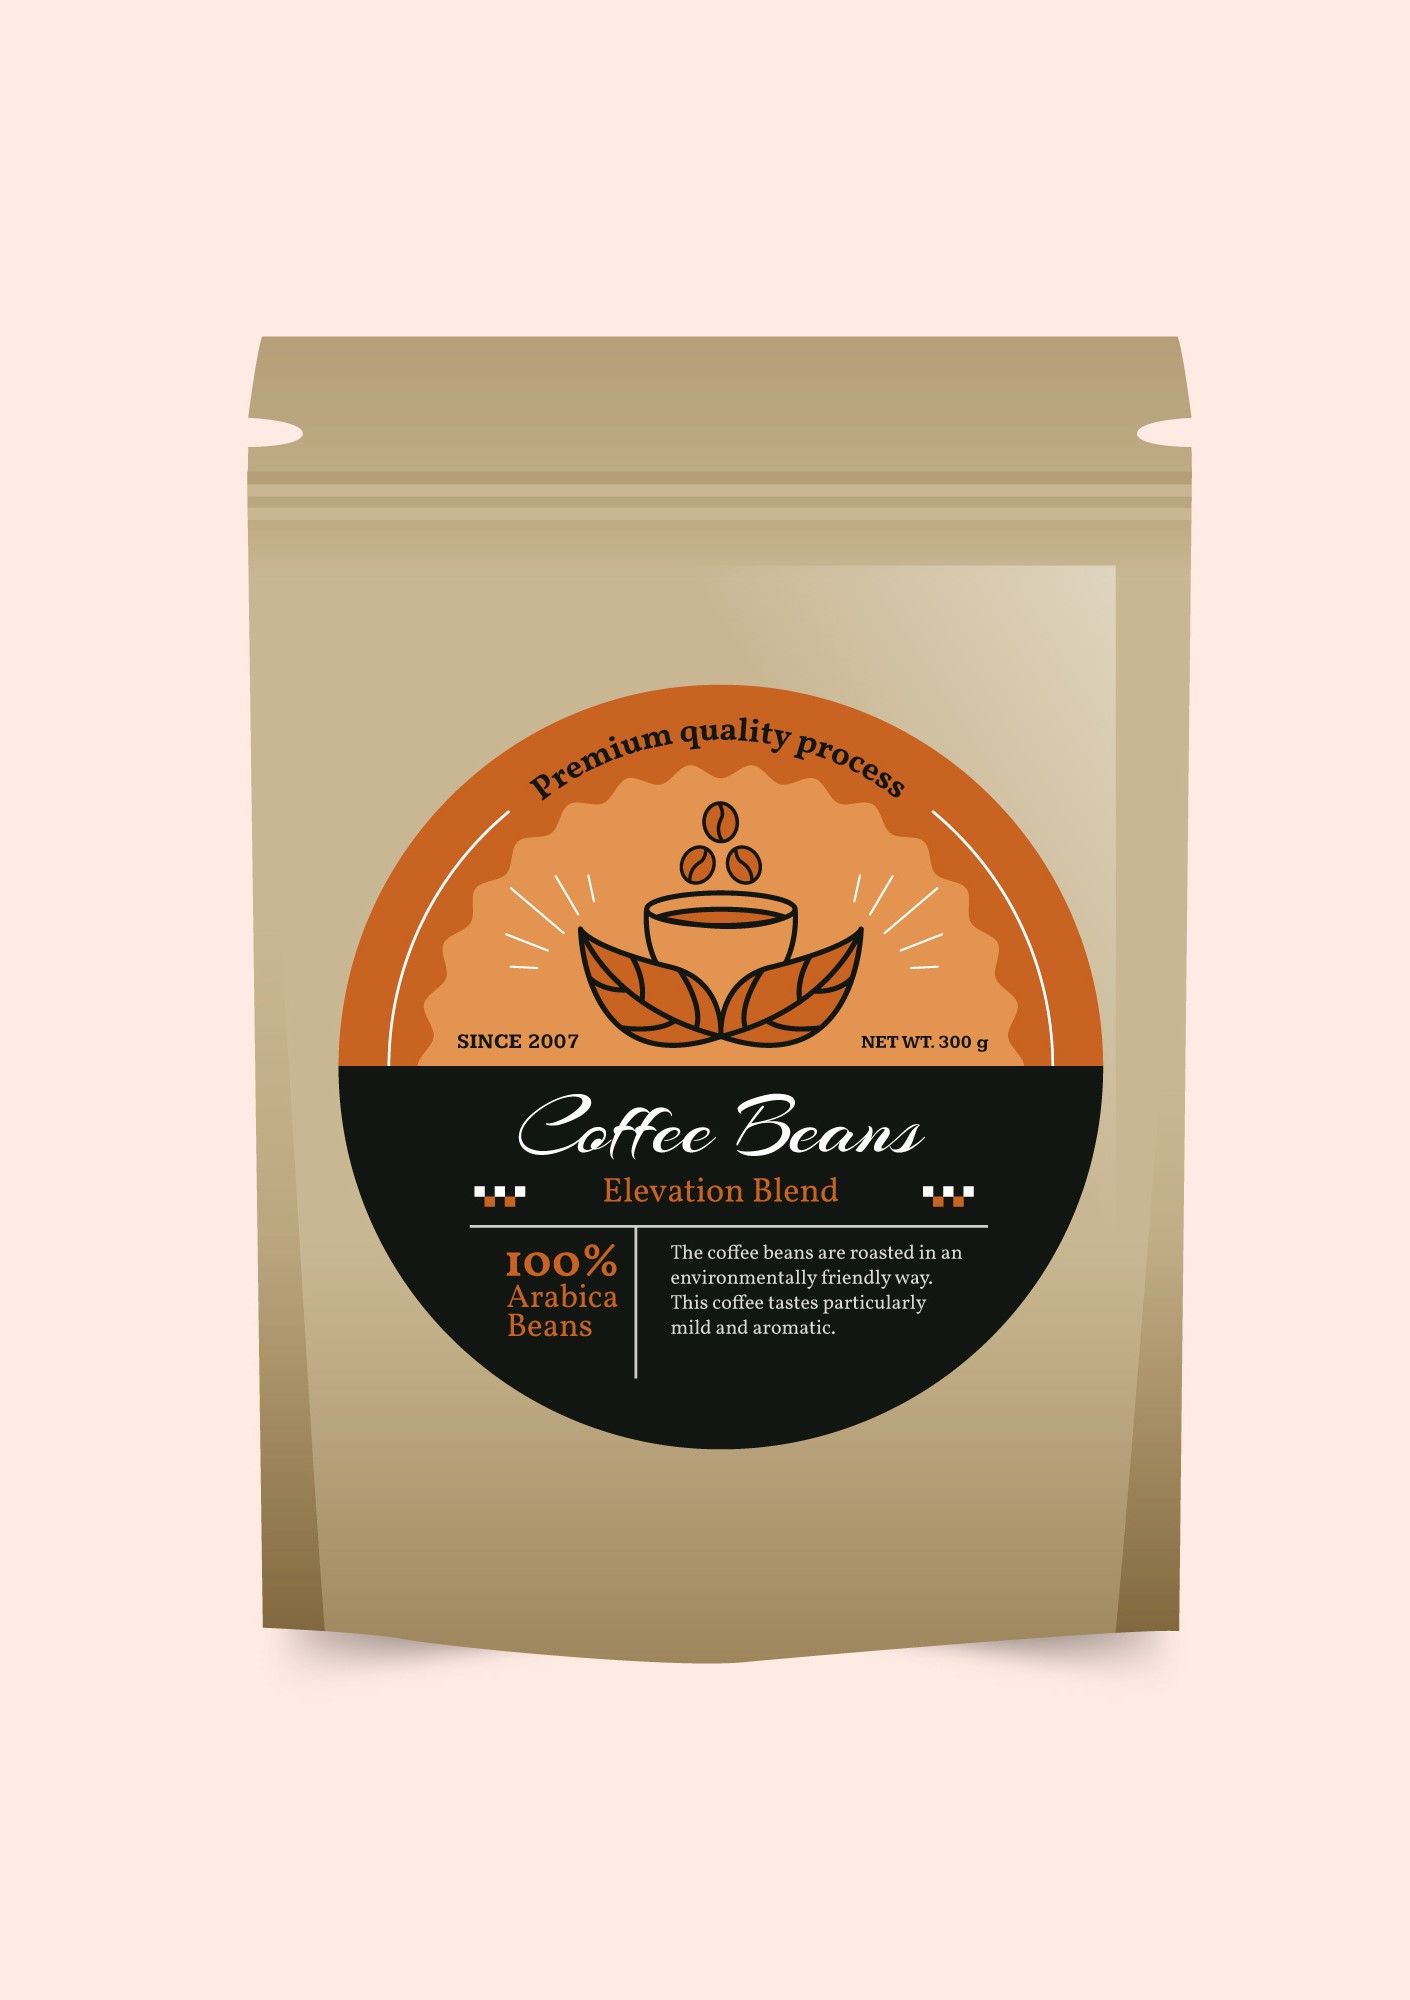 Premium quality process
SINCE 2007
NET WT. 300 g
Coffee Beans
Elevation Blend
100%
Arabica
Beans
The coffee beans are roasted in an
environmentally friendly way.
This coffee tastes particularly
mild and aromatic.